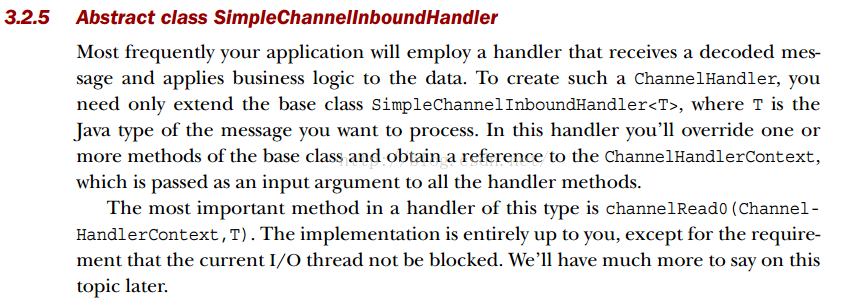 3.2.5 Abstract class SimpleChannelInboundHandler
Most frequently your application will employ a handler that receives a decoded mes-
sage and applies business logic to the data. To create such a ChannelHandler, you
need only extend the base class SimpleChannelInboundHandler<T>, where T is the
Java type of the message you want to process. In this handler you'll override one or
more methods of the base class and obtain a reference to the ChannelHandlerContext,
which is passed as an input argument to all the handler methods.
The most important method in a handler of this type is channelRead0(Channel-
HandlerContext,T). The implementation is entirely up to you, except for the require-
ment that the current I/O thread not be blocked. We'll have much more to say on this
topic later.